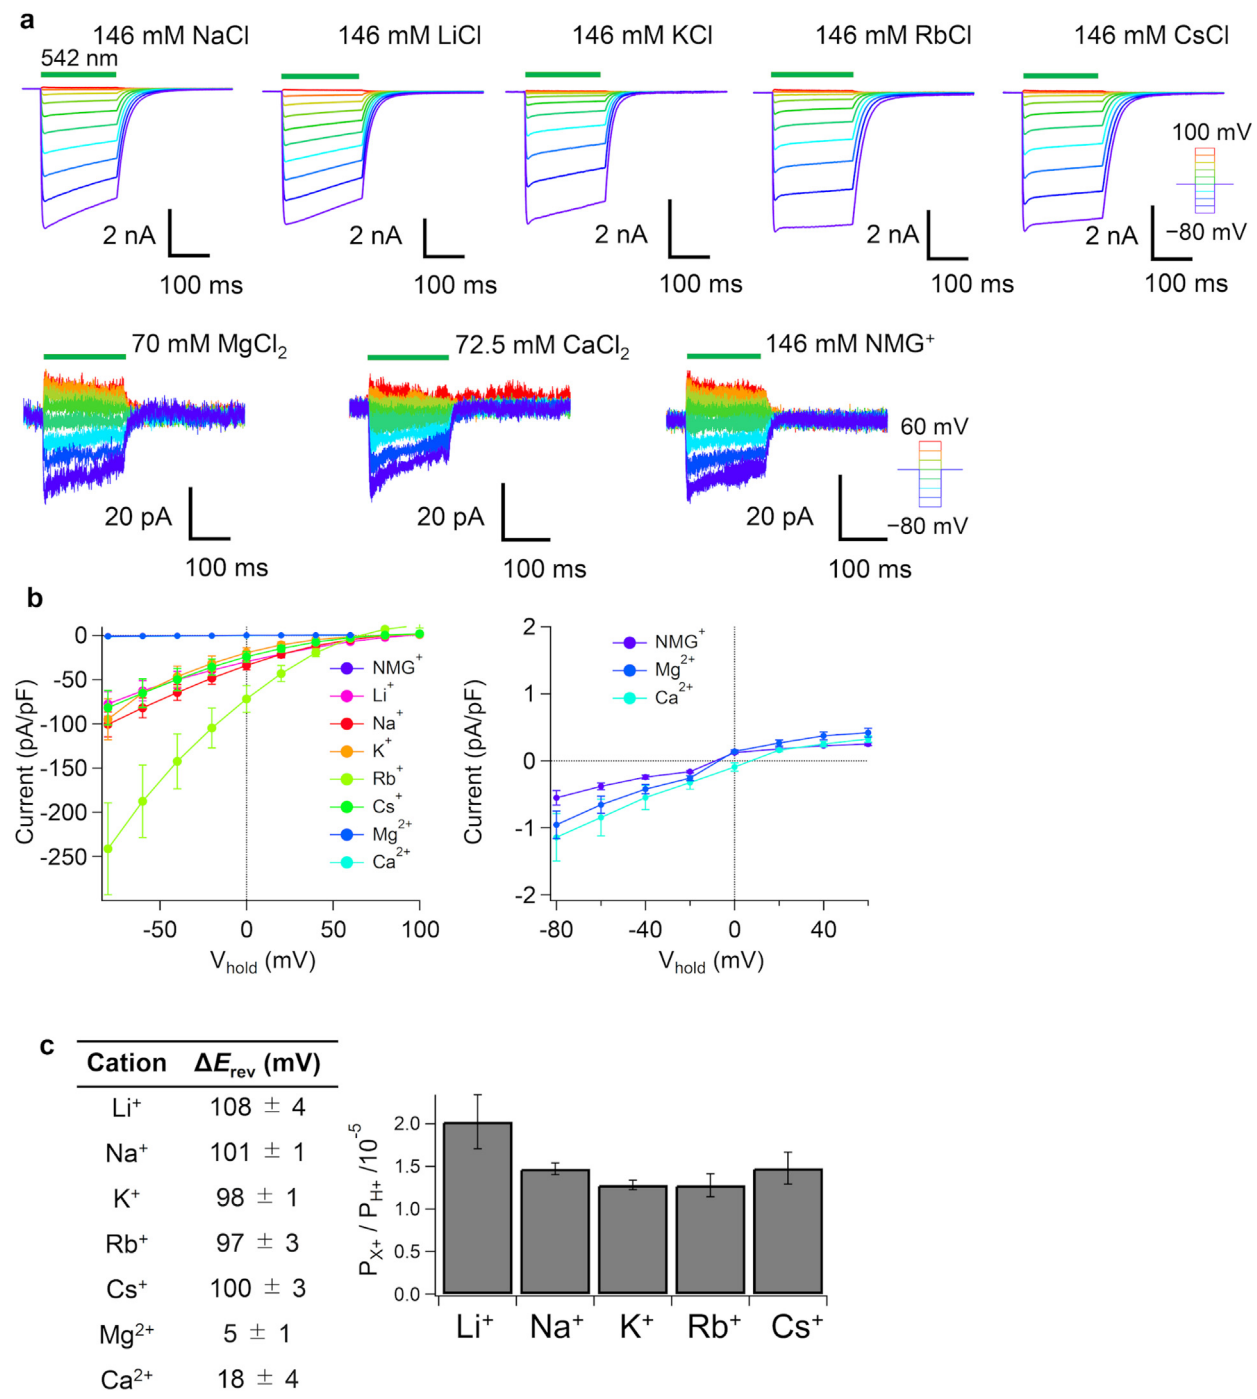 a
146 mM NaCl 146 mM LiCl 146 mM KCl 146 mM RbCl 146 mM CsCl
542 nm
100 mV
−80 mV
2 nA 2 nA 2 nA 2 nA 2 nA
100 ms 100 ms 100 ms 100 ms 100 ms
70 mM MgCl₂ 72.5 mM CaCl₂ 146 mM NMG⁺
60 mV
−80 mV
20 pA 20 pA 20 pA
100 ms 100 ms 100 ms
b
Current (pA/pF)
0
-50
-100
-150
-200
-250
-50 0 50 100
V_hold (mV)
NMG⁺
Li⁺
Na⁺
K⁺
Rb⁺
Cs⁺
Mg²⁺
Ca²⁺
Current (pA/pF)
2
1
0
-1
-2
-80 -40 0 40
V_hold (mV)
NMG⁺
Mg²⁺
Ca²⁺
c
Cation ΔE_rev (mV)
Li⁺ 108 ± 4
Na⁺ 101 ± 1
K⁺ 98 ± 1
Rb⁺ 97 ± 3
Cs⁺ 100 ± 3
Mg²⁺ 5 ± 1
Ca²⁺ 18 ± 4
P_X+ / P_H+ /10⁻⁵
2.0
1.5
1.0
0.5
0.0
Li⁺ Na⁺ K⁺ Rb⁺ Cs⁺